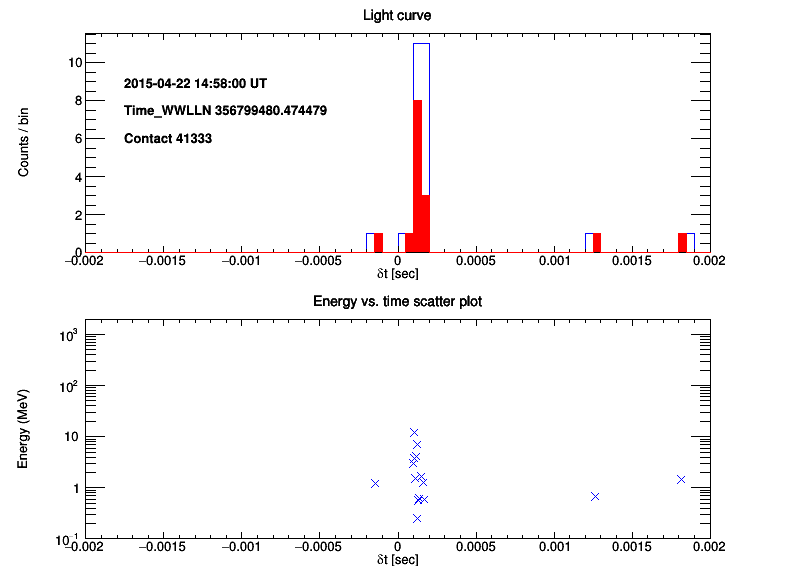 Light curve
Counts / bin
10
8
6
4
2
0
2015-04-22 14:58:00 UT
Time_WWLLN 356799480.474479
Contact 41333
−0.002 −0.0015 −0.001 −0.0005 0 0.0005 0.001 0.0015 0.002
δt [sec]
Energy vs. time scatter plot
Energy (MeV)
10³
10²
10
1
10⁻¹
−0.002 −0.0015 −0.001 −0.0005 0 0.0005 0.001 0.0015 0.002
δt [sec]